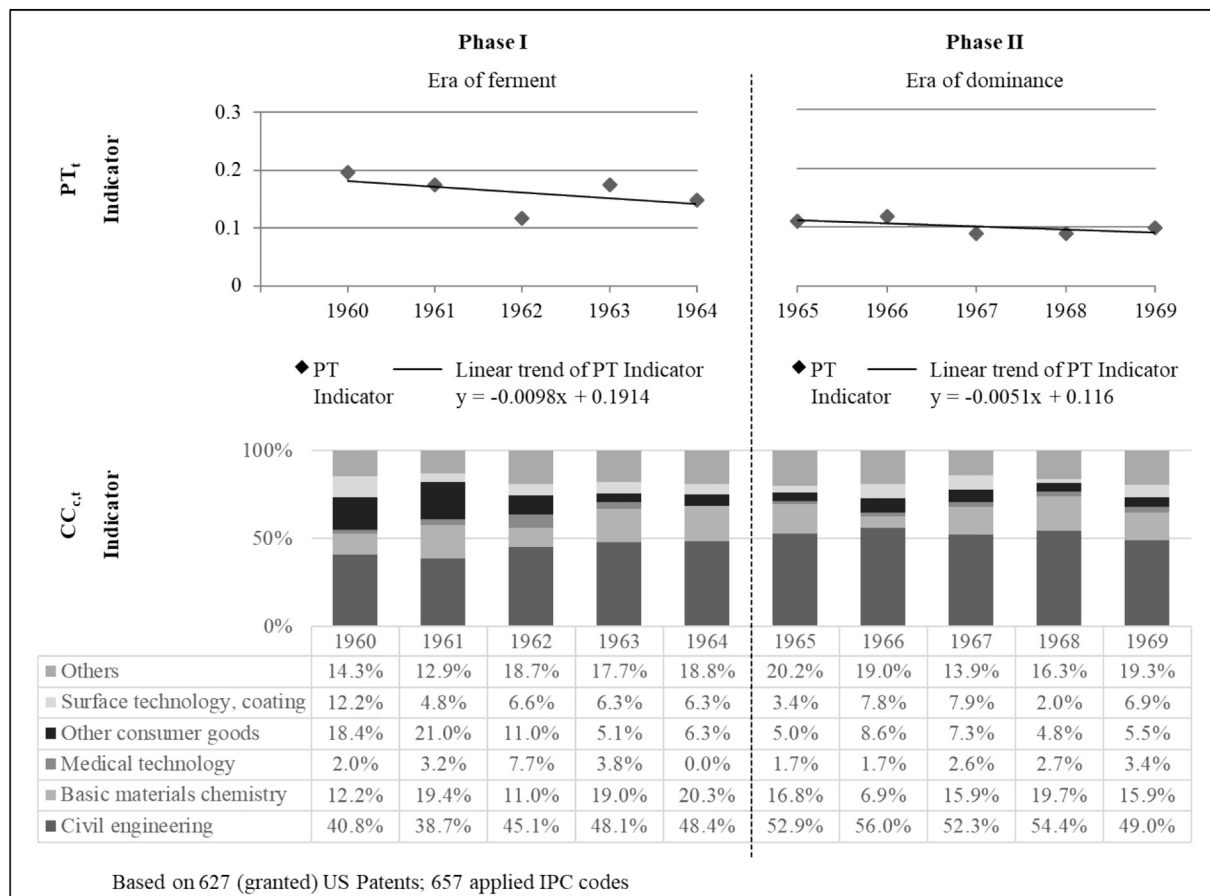 Phase I
Phase II
Era of ferment
Era of dominance
PTt
Indicator
0.3
0.2
0.1
0
1960 1961 1962 1963 1964
1965 1966 1967 1968 1969
PT
Indicator
Linear trend of PT Indicator
y = -0.0098x + 0.1914
PT
Indicator
Linear trend of PT Indicator
y = -0.0051x + 0.116
CCc,t
Indicator
100%
50%
0%
1960 1961 1962 1963 1964 1965 1966 1967 1968 1969
Others 14.3% 12.9% 18.7% 17.7% 18.8% 20.2% 19.0% 13.9% 16.3% 19.3%
Surface technology, coating 12.2% 4.8% 6.6% 6.3% 6.3% 3.4% 7.8% 7.9% 2.0% 6.9%
Other consumer goods 18.4% 21.0% 11.0% 5.1% 6.3% 5.0% 8.6% 7.3% 4.8% 5.5%
Medical technology 2.0% 3.2% 7.7% 3.8% 0.0% 1.7% 1.7% 2.6% 2.7% 3.4%
Basic materials chemistry 12.2% 19.4% 11.0% 19.0% 20.3% 16.8% 6.9% 15.9% 19.7% 15.9%
Civil engineering 40.8% 38.7% 45.1% 48.1% 48.4% 52.9% 56.0% 52.3% 54.4% 49.0%
Based on 627 (granted) US Patents; 657 applied IPC codes